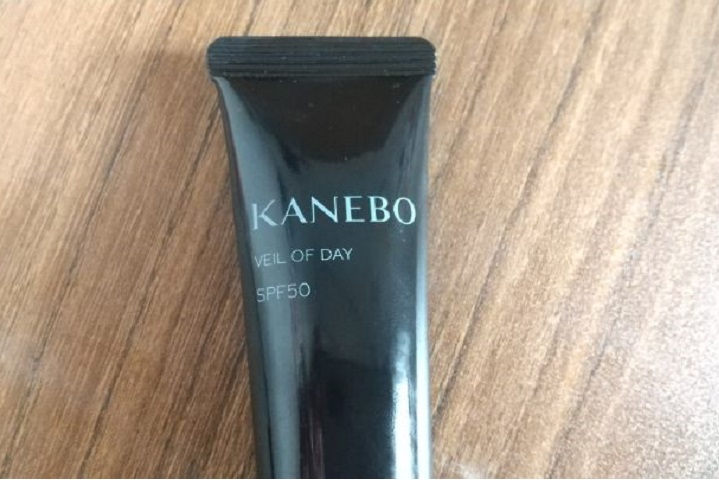 KANEBO
VEIL OF DAY
SPF50